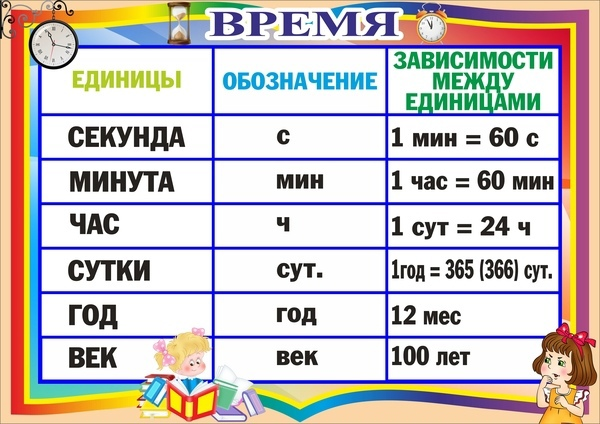 ВРЕМЯ
ЕДИНИЦЫ
ОБОЗНАЧЕНИЕ
ЗАВИСИМОСТИ
МЕЖДУ
ЕДИНИЦАМИ
СЕКУНДА
с
1 мин = 60 с
МИНУТА
мин
1 час = 60 мин
ЧАС
ч
1 сут = 24 ч
СУТКИ
сут.
1год = 365 (366) сут.
ГОД
год
12 мес
ВЕК
век
100 лет